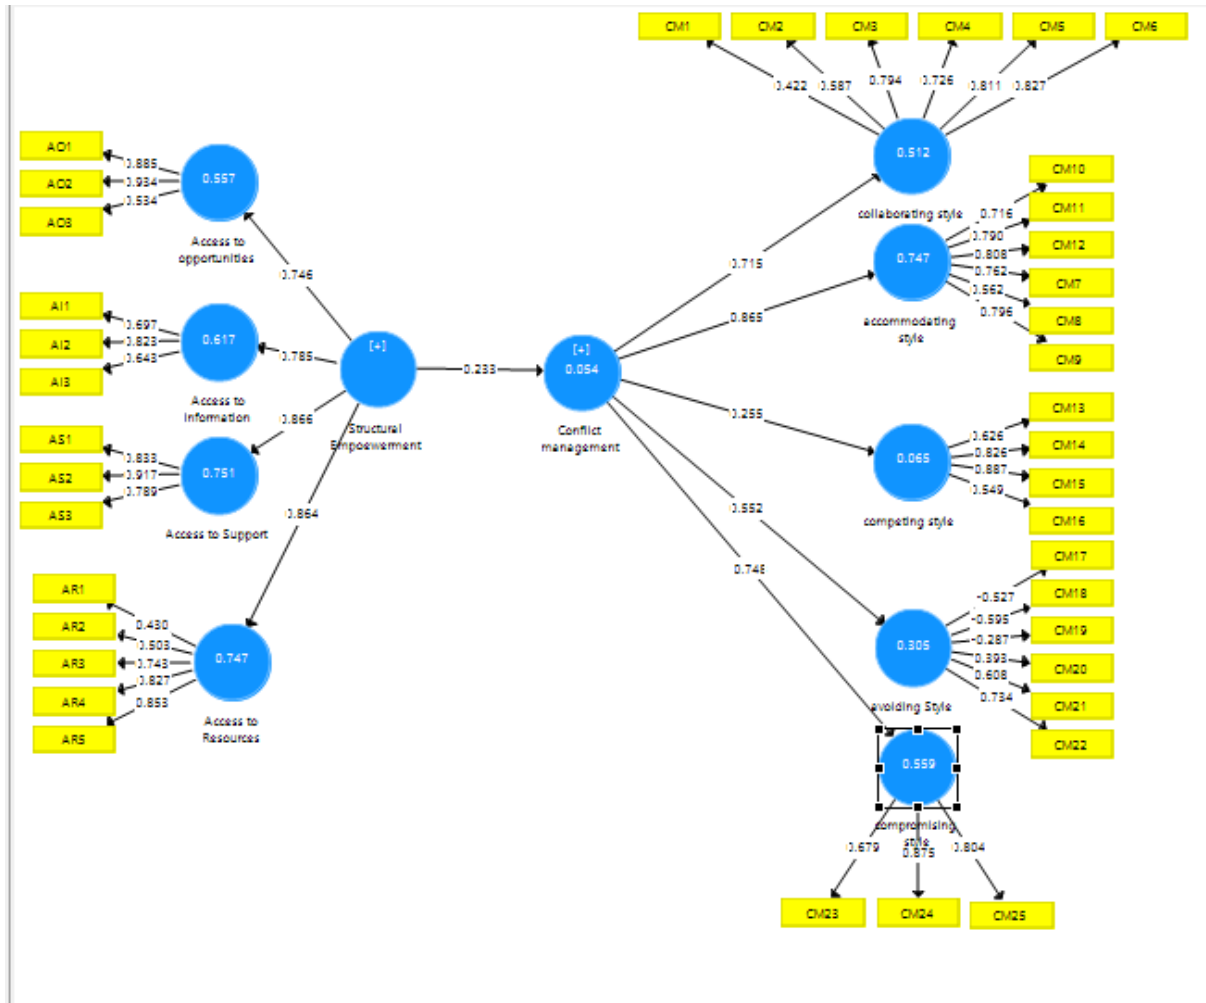 CM1
CM2
CM3
CM4
CM5
CM6
0.422
0.587
0.794
0.726
0.811
0.827
0.512
collaborating style
AO1
AO2
AO3
0.885
0.934
0.534
0.557
Access to
opportunities
0.746
0.715
CM10
CM11
CM12
CM7
CM8
CM9
0.716
0.790
0.808
0.762
0.562
0.796
0.747
accommodating
style
0.865
AI1
AI2
AI3
0.697
0.823
0.643
0.617
Access to
Information
0.785
[+]
Structural
Empoewerment
0.233
[+]
0.054
Conflict
management
AS1
AS2
AS3
0.833
0.917
0.789
0.751
Access to Support
0.866
0.864
0.255
CM13
CM14
CM15
CM16
0.626
0.826
0.887
0.549
0.065
competing style
0.552
AR1
AR2
AR3
AR4
AR5
0.430
0.503
0.743
0.827
0.853
0.747
Access to
Resources
CM17
CM18
CM19
CM20
CM21
CM22
-0.527
-0.595
-0.287
0.393
0.608
0.734
0.305
avoiding Style
0.559
compromising
style
0.679
0.875
0.804
CM23
CM24
CM25